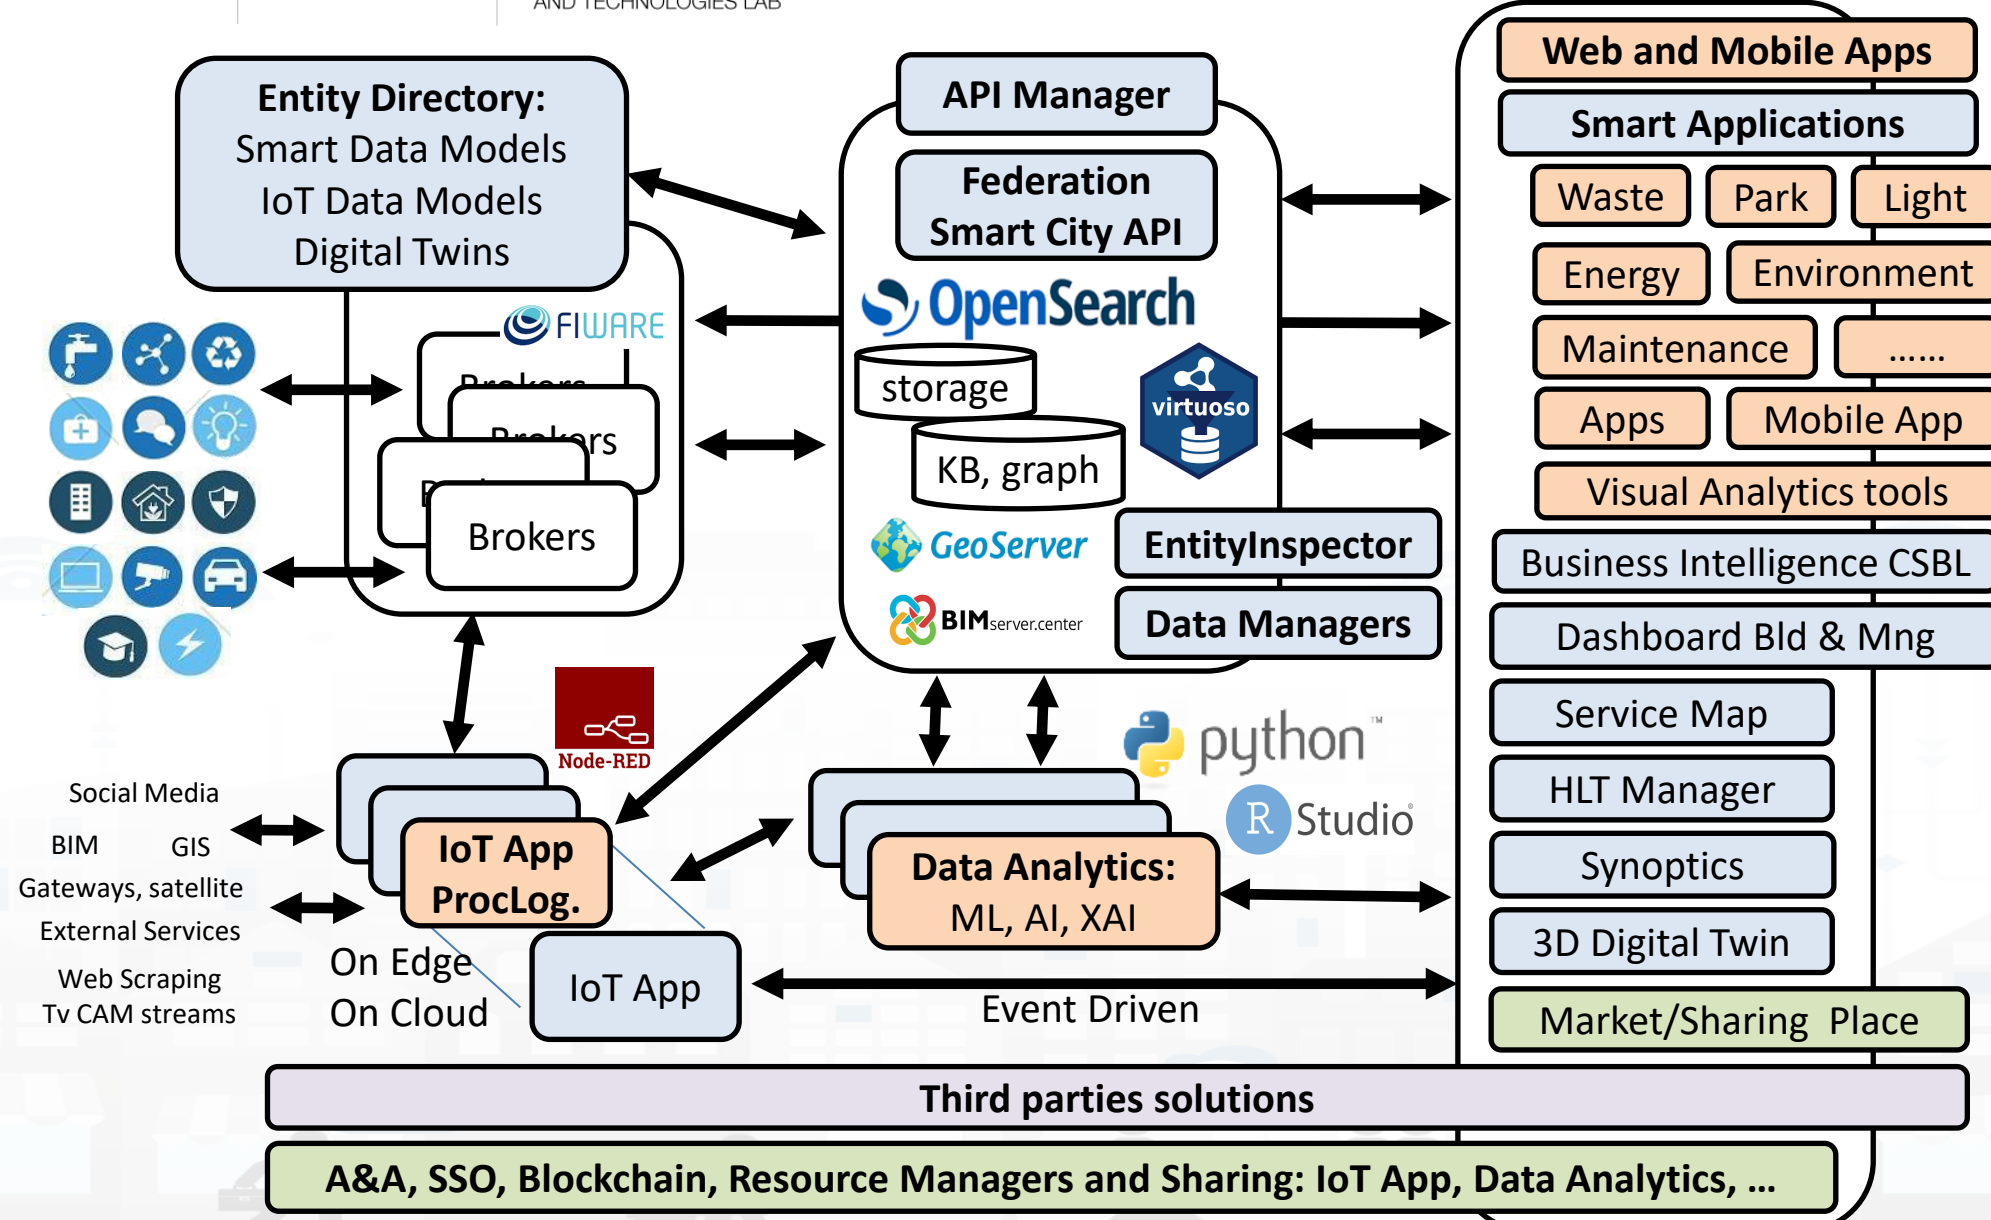 AND TECHNOLOGIES LAB
Entity Directory:
Smart Data Models
IoT Data Models
Digital Twins
FIWARE
Brokers
Brokers
Brokers
API Manager
Federation
Smart City API
OpenSearch
storage
virtuoso
KB, graph
GeoServer
EntityInspector
BIMserver.center
Data Managers
Node-RED
python™
R Studio
Social Media
BIM GIS
Gateways, satellite
External Services
Web Scraping
Tv CAM streams
IoT App
ProcLog.
On Edge
On Cloud
IoT App
Data Analytics:
ML, AI, XAI
Event Driven
Web and Mobile Apps
Smart Applications
Waste Park Light
Energy Environment
Maintenance ......
Apps Mobile App
Visual Analytics tools
Business Intelligence CSBL
Dashboard Bld & Mng
Service Map
HLT Manager
Synoptics
3D Digital Twin
Market/Sharing Place
Third parties solutions
A&A, SSO, Blockchain, Resource Managers and Sharing: IoT App, Data Analytics, ...